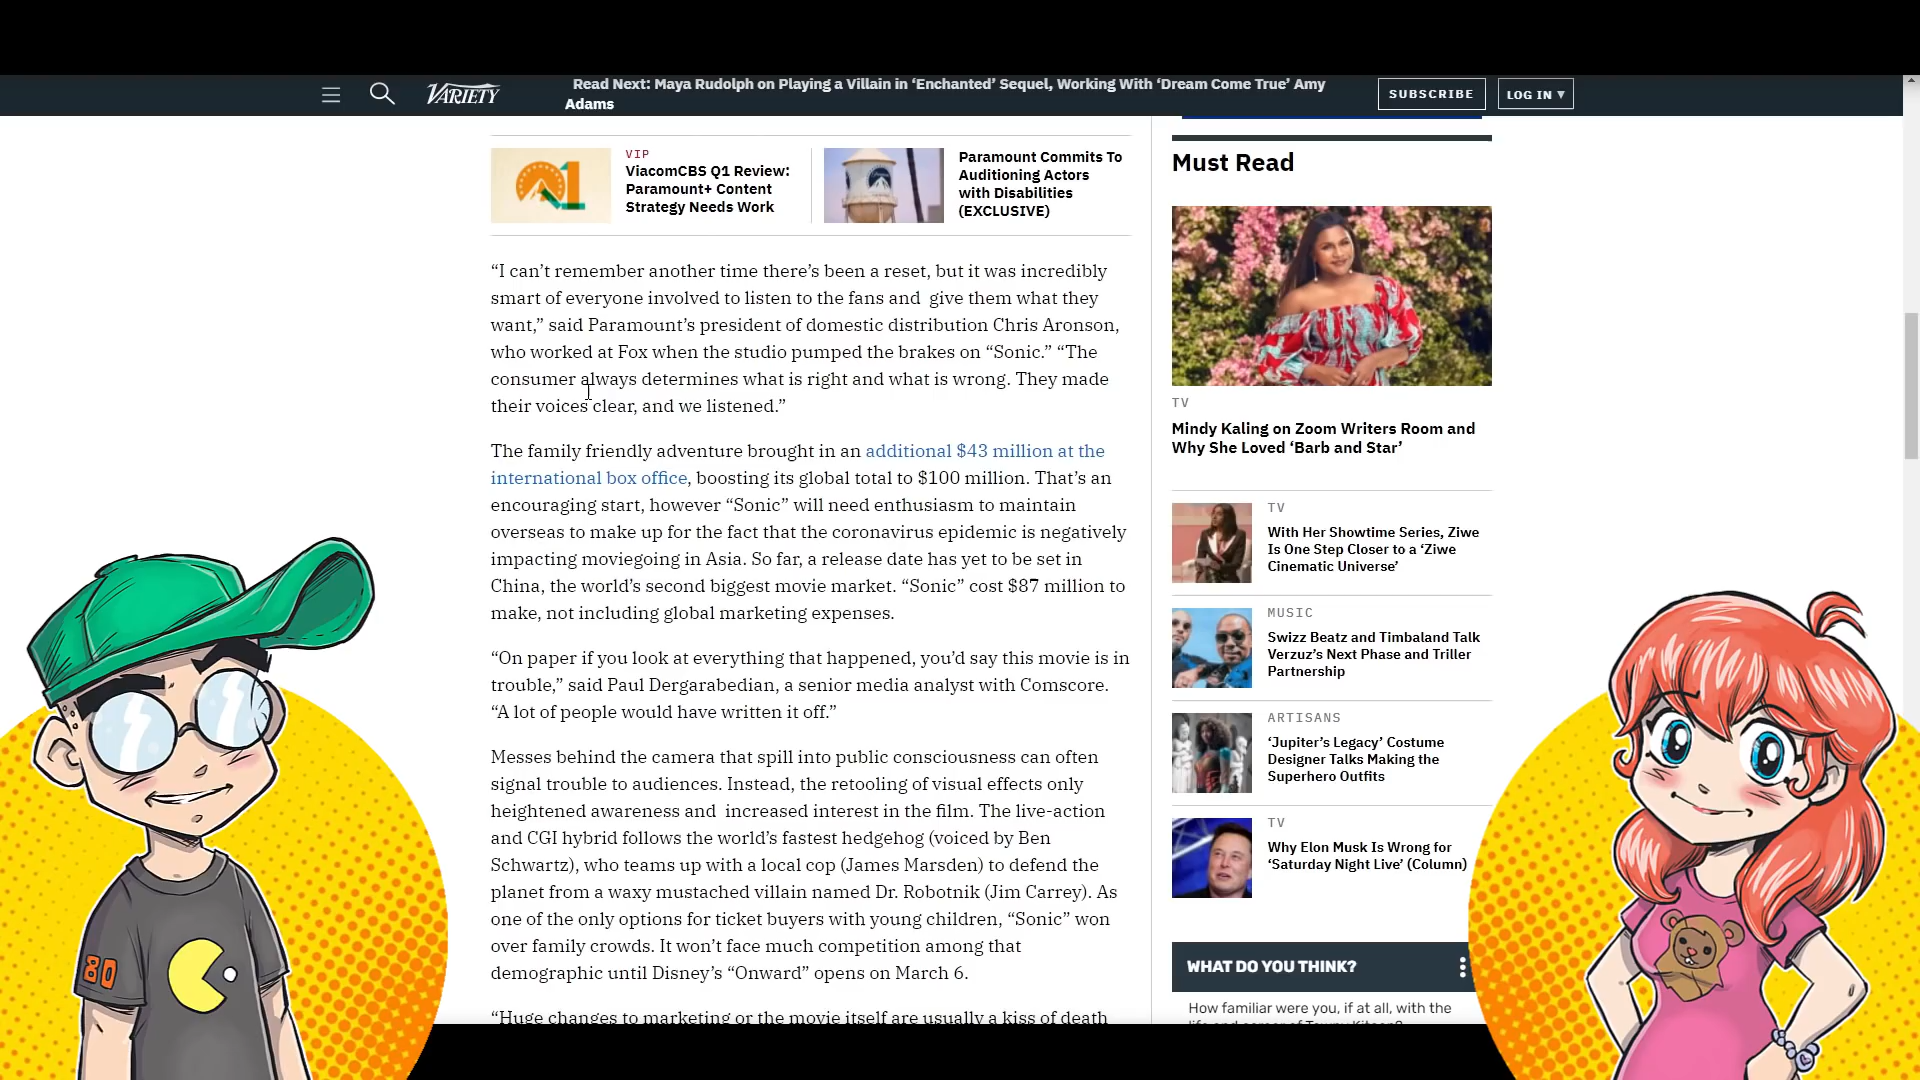 VARIETY
Read Next: Maya Rudolph on Playing a Villain in ‘Enchanted’ Sequel, Working With ‘Dream Come True’ Amy
Adams
SUBSCRIBE
LOG IN ▾
VIP
ViacomCBS Q1 Review:
Paramount+ Content
Strategy Needs Work
Paramount Commits To
Auditioning Actors
with Disabilities
(EXCLUSIVE)
“I can’t remember another time there’s been a reset, but it was incredibly
smart of everyone involved to listen to the fans and  give them what they
want,” said Paramount’s president of domestic distribution Chris Aronson,
who worked at Fox when the studio pumped the brakes on “Sonic.” “The
consumer always determines what is right and what is wrong. They made
their voices clear, and we listened.”
The family friendly adventure brought in an additional $43 million at the
international box office, boosting its global total to $100 million. That’s an
encouraging start, however “Sonic” will need enthusiasm to maintain
overseas to make up for the fact that the coronavirus epidemic is negatively
impacting moviegoing in Asia. So far, a release date has yet to be set in
China, the world’s second biggest movie market. “Sonic” cost $87 million to
make, not including global marketing expenses.
“On paper if you look at everything that happened, you’d say this movie is in
trouble,” said Paul Dergarabedian, a senior media analyst with Comscore.
“A lot of people would have written it off.”
Messes behind the camera that spill into public consciousness can often
signal trouble to audiences. Instead, the retooling of visual effects only
heightened awareness and  increased interest in the film. The live-action
and CGI hybrid follows the world’s fastest hedgehog (voiced by Ben
Schwartz), who teams up with a local cop (James Marsden) to defend the
planet from a waxy mustached villain named Dr. Robotnik (Jim Carrey). As
one of the only options for ticket buyers with young children, “Sonic” won
over family crowds. It won’t face much competition among that
demographic until Disney’s “Onward” opens on March 6.
“Huge changes to marketing or the movie itself are usually a kiss of death
Must Read
TV
Mindy Kaling on Zoom Writers Room and
Why She Loved ‘Barb and Star’
TV
With Her Showtime Series, Ziwe
Is One Step Closer to a ‘Ziwe
Cinematic Universe’
MUSIC
Swizz Beatz and Timbaland Talk
Verzuz’s Next Phase and Triller
Partnership
ARTISANS
‘Jupiter’s Legacy’ Costume
Designer Talks Making the
Superhero Outfits
TV
Why Elon Musk Is Wrong for
‘Saturday Night Live’ (Column)
WHAT DO YOU THINK?
How familiar were you, if at all, with the
80